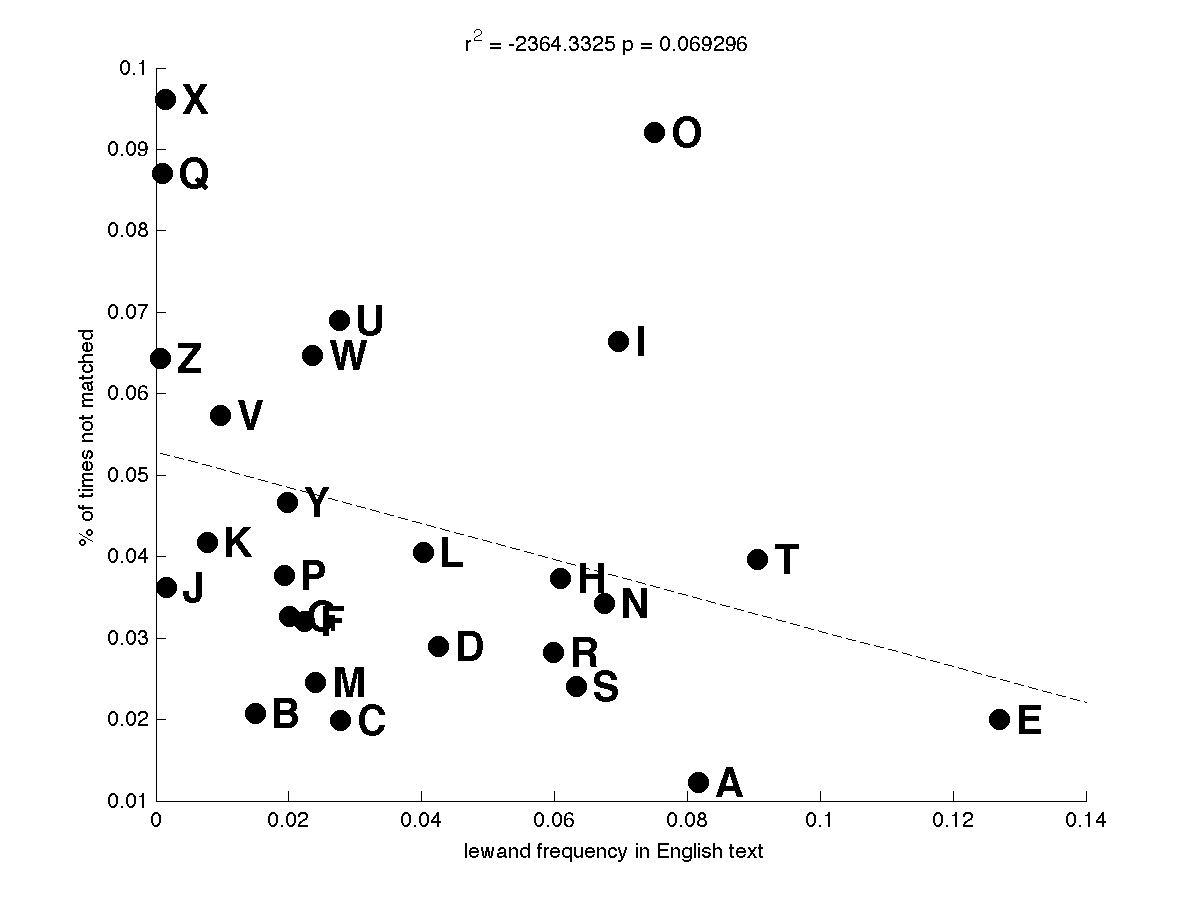 r2 = -2364.3325 p = 0.069296
0.1
X
O
0.09
Q
0.08
0.07
U
I
W
Z
0.06
V
% of times not matched
0.05
Y
K
L
0.04
T
P
H
J
N
G
F
0.03
D
R
M
S
B
C
E
0.02
A
0.01
0 0.02 0.04 0.06 0.08 0.1 0.12 0.14
lewand frequency in English text